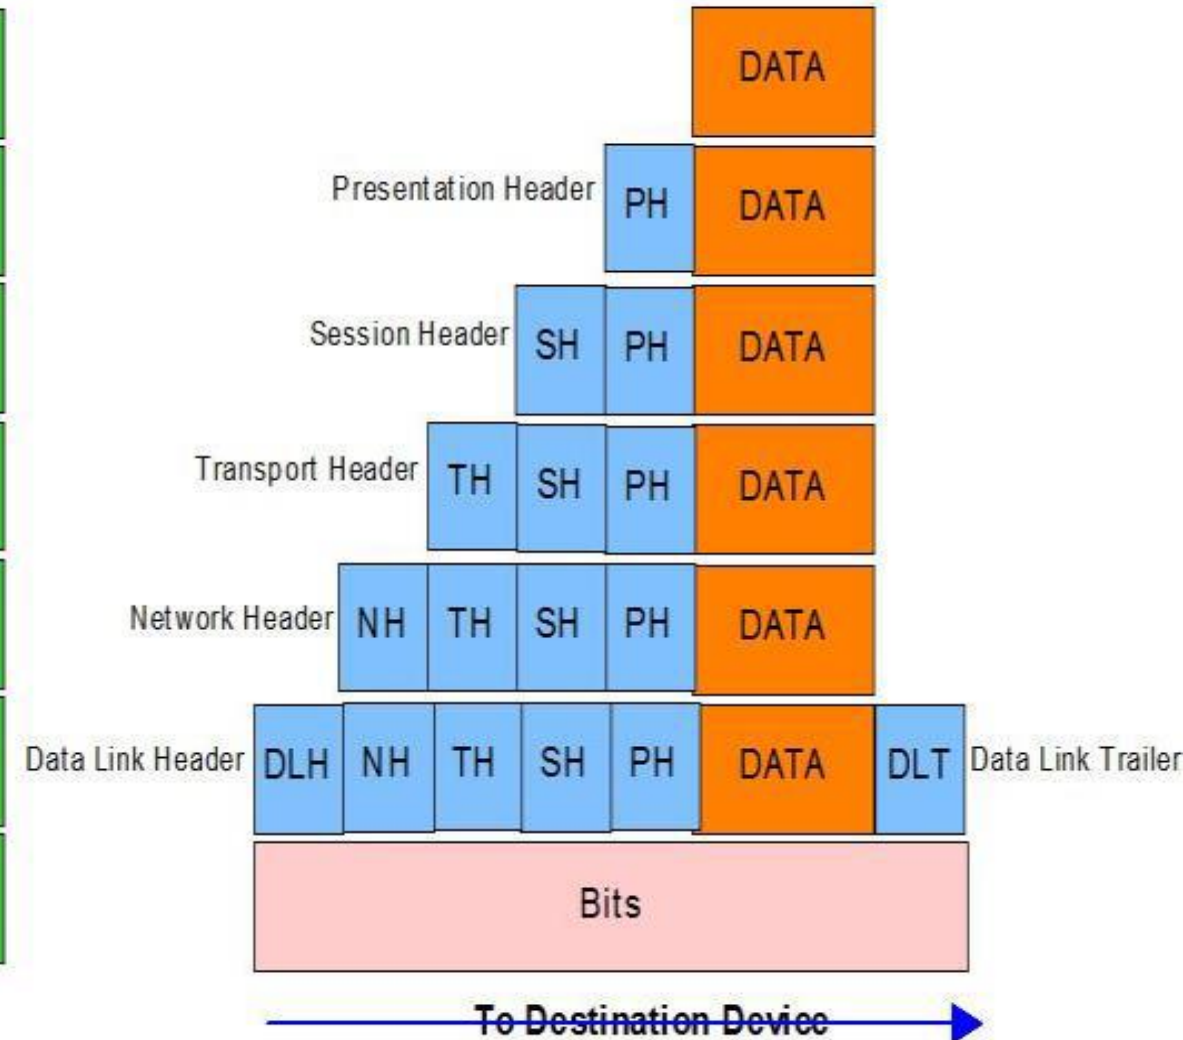 DATA
Presentation Header PH DATA
Session Header SH PH DATA
Transport Header TH SH PH DATA
Network Header NH TH SH PH DATA
Data Link Header DLH NH TH SH PH DATA DLT Data Link Trailer
Bits
To Destination Device